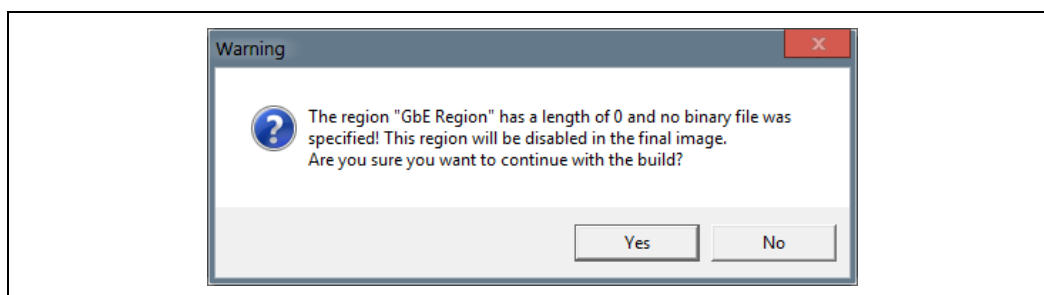 Warning
The region "GbE Region" has a length of 0 and no binary file was
specified! This region will be disabled in the final image.
Are you sure you want to continue with the build?
Yes
No